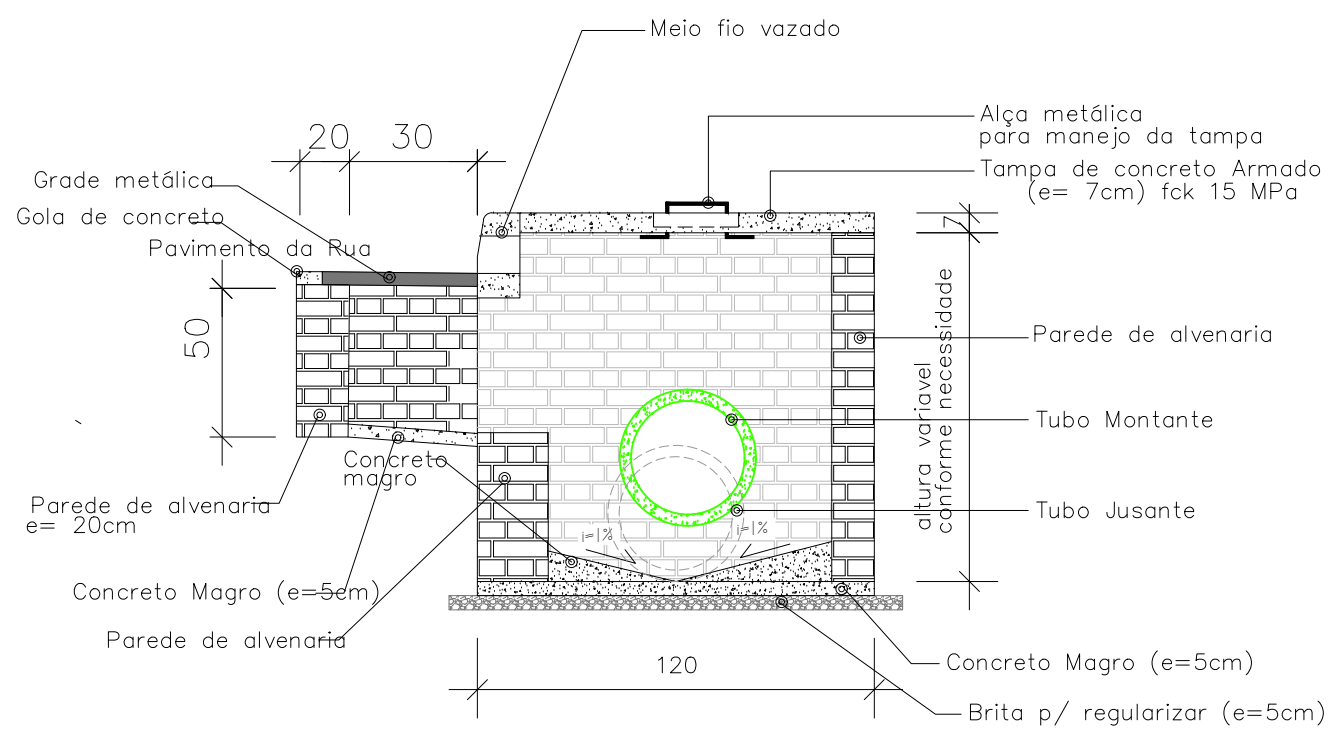 Meio fio vazado
Alça metálica
para manejo da tampa
20
30
Tampa de concreto Armado
(e= 7cm) fck 15 MPa
Grade metálica
Gola de concreto
Pavimento da Rua
7
50
altura variavel
conforme necessidade
Parede de alvenaria
Tubo Montante
Concreto
magro
Parede de alvenaria
e= 20cm
Tubo Jusante
i=1%
i=1%
Concreto Magro (e=5cm)
Parede de alvenaria
120
Concreto Magro (e=5cm)
Brita p/ regularizar (e=5cm)